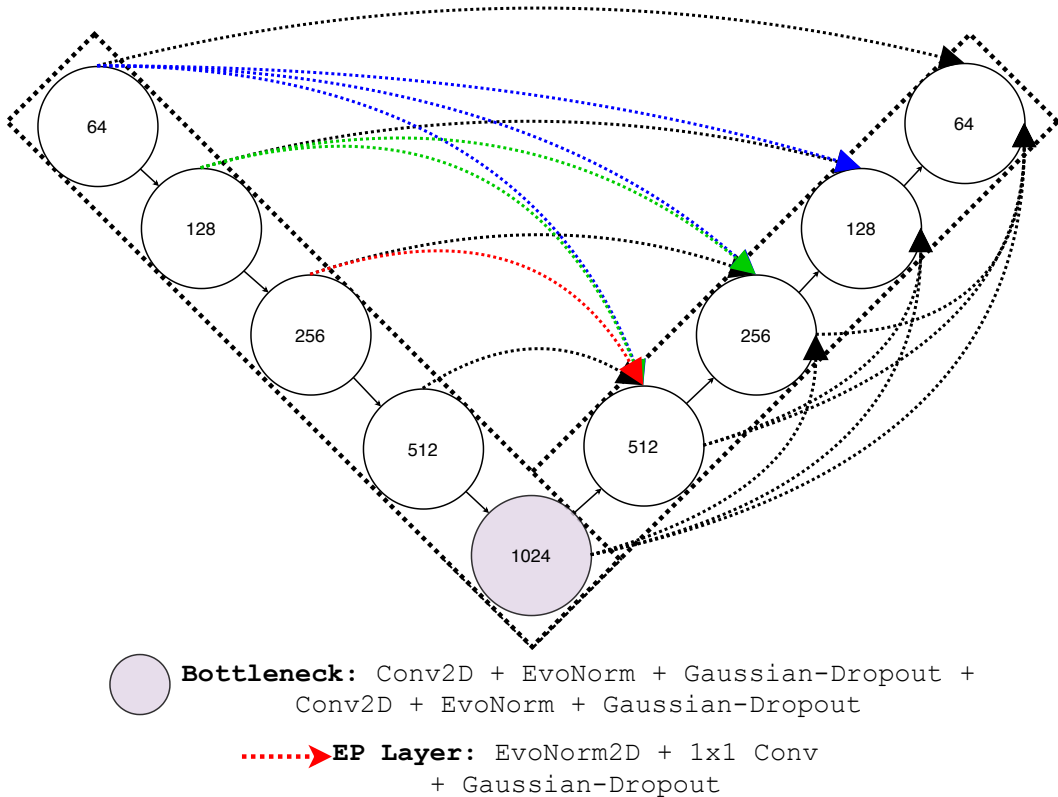 64
64
128
128
256
256
512
512
1024
Bottleneck: Conv2D + EvoNorm + Gaussian-Dropout +
Conv2D + EvoNorm + Gaussian-Dropout
EP Layer: EvoNorm2D + 1x1 Conv
+ Gaussian-Dropout